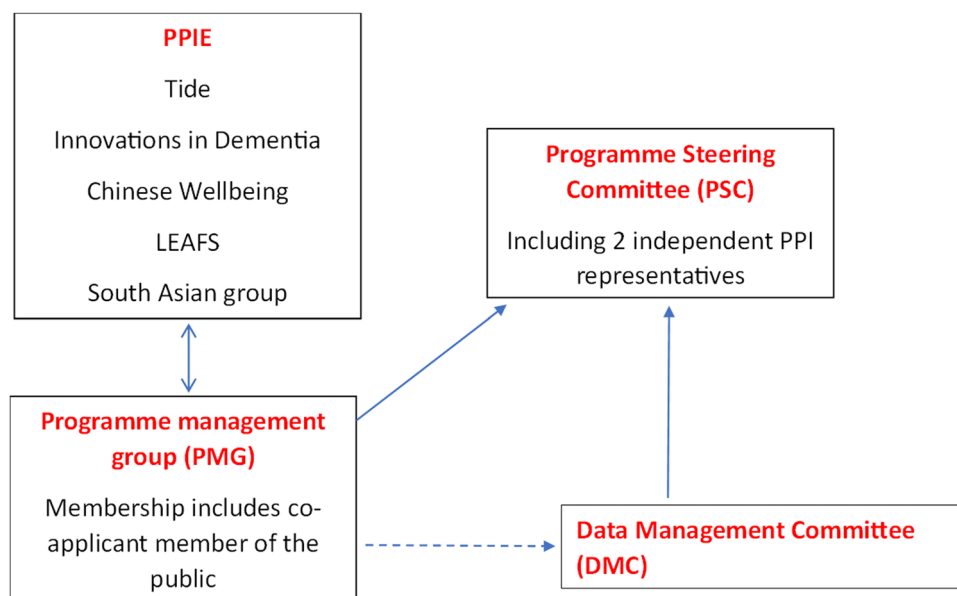 PPIE
Tide
Innovations in Dementia
Chinese Wellbeing
LEAFS
South Asian group
Programme Steering
Committee (PSC)
Including 2 independent PPI
representatives
Programme management
group (PMG)
Membership includes co-
applicant member of the
public
Data Management Committee
(DMC)